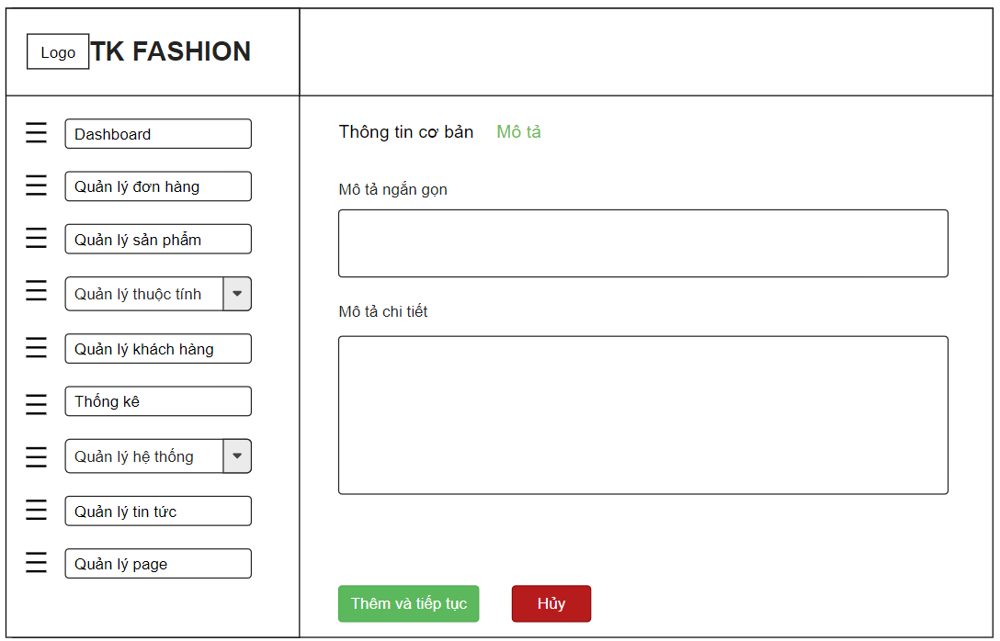 Logo
TK FASHION
Dashboard
Quản lý đơn hàng
Quản lý sản phẩm
Quản lý thuộc tính
Quản lý khách hàng
Thống kê
Quản lý hệ thống
Quản lý tin tức
Quản lý page
Thông tin cơ bản Mô tả
Mô tả ngắn gọn
Mô tả chi tiết
Thêm và tiếp tục Hủy